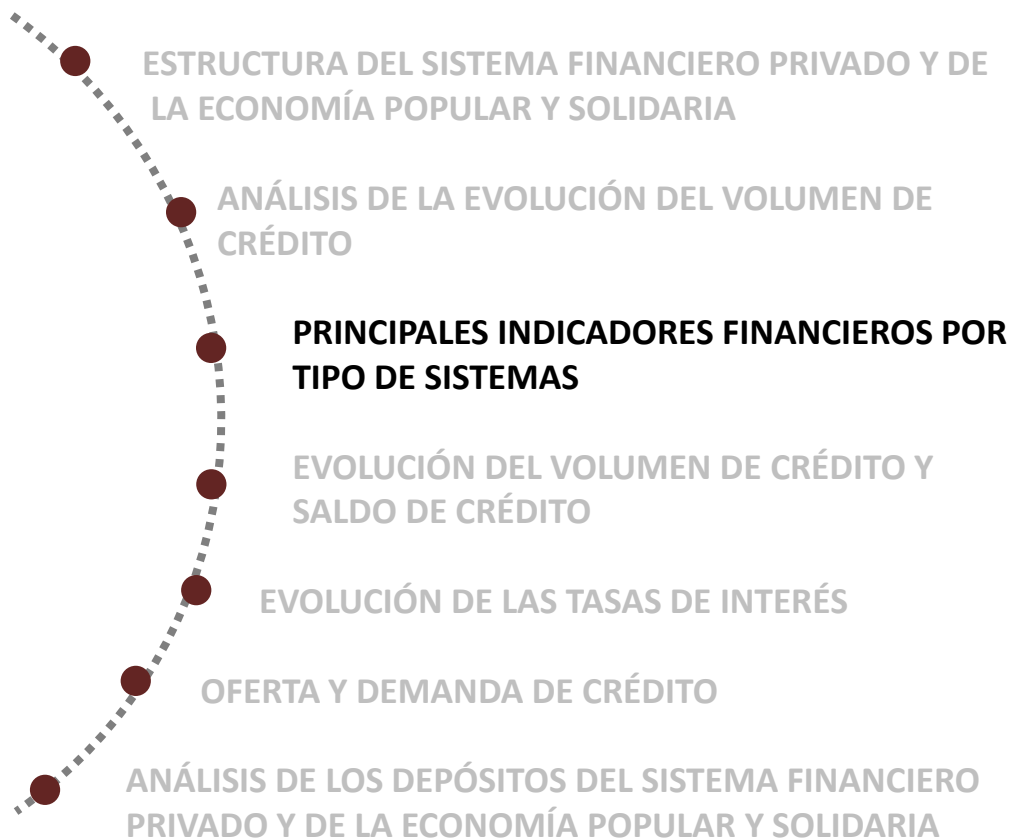 ESTRUCTURA DEL SISTEMA FINANCIERO PRIVADO Y DE
LA ECONOMÍA POPULAR Y SOLIDARIA
ANÁLISIS DE LA EVOLUCIÓN DEL VOLUMEN DE
CRÉDITO
PRINCIPALES INDICADORES FINANCIEROS POR
TIPO DE SISTEMAS
EVOLUCIÓN DEL VOLUMEN DE CRÉDITO Y
SALDO DE CRÉDITO
EVOLUCIÓN DE LAS TASAS DE INTERÉS
OFERTA Y DEMANDA DE CRÉDITO
ANÁLISIS DE LOS DEPÓSITOS DEL SISTEMA FINANCIERO
PRIVADO Y DE LA ECONOMÍA POPULAR Y SOLIDARIA